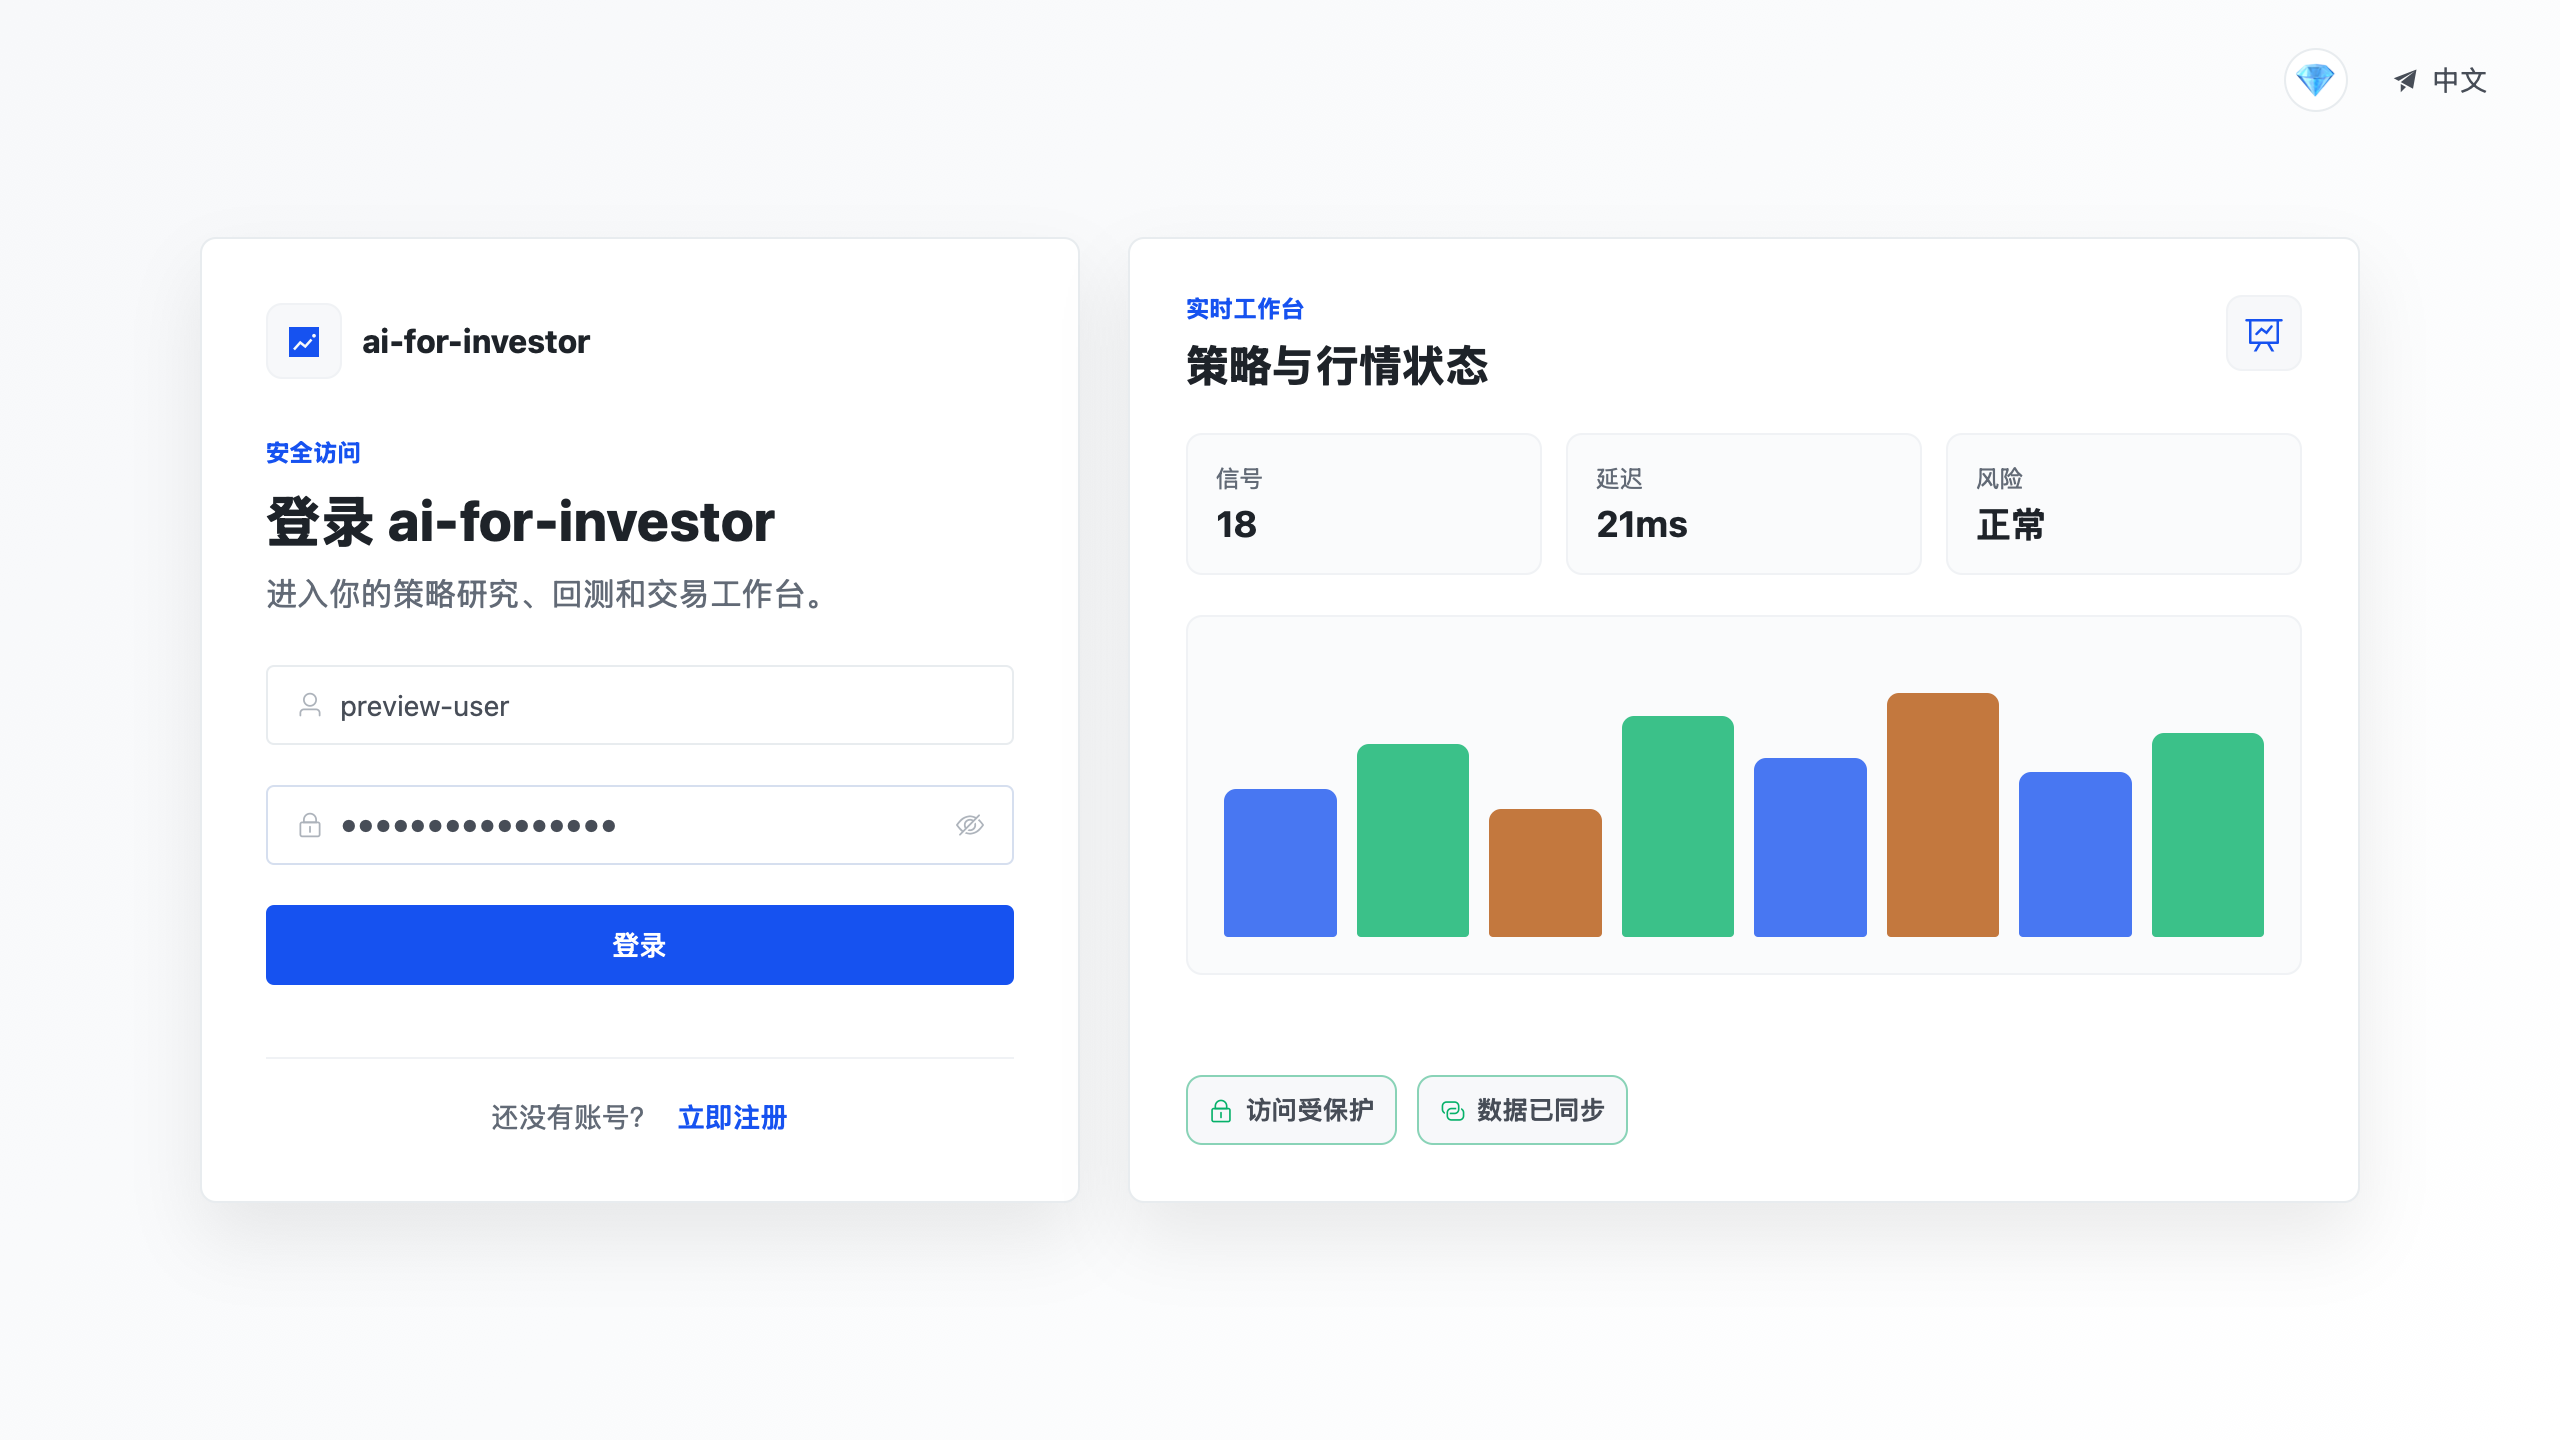 中文
ai-for-investor
安全访问
登录 ai-for-investor
进入你的策略研究、回测和交易工作台。
preview-user
●●●●●●●●●●●●●●●●
登录
还没有账号? 立即注册
实时工作台
策略与行情状态
信号
18
延迟
21ms
风险
正常
访问受保护
数据已同步